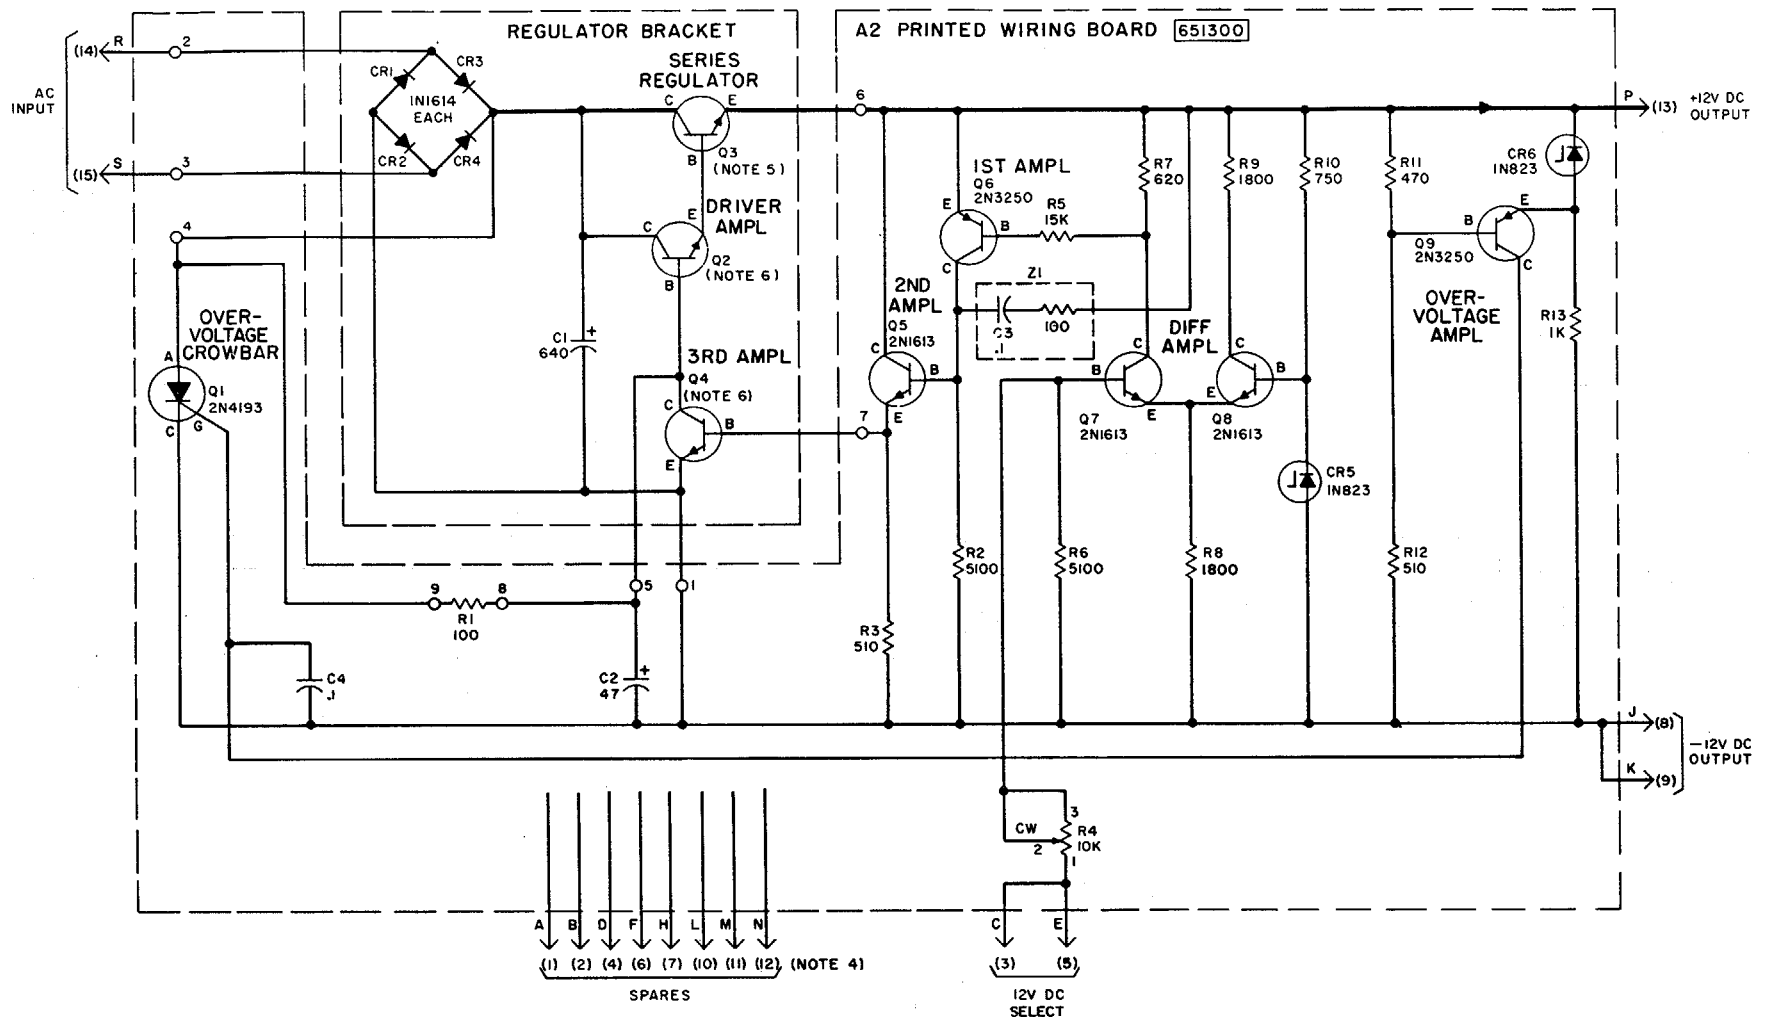 REGULATOR BRACKET
A2 PRINTED WIRING BOARD 651300
AC
INPUT
(14)
R
2
(15)
S
3
4
CR1
CR3
1N1614
EACH
CR2
CR4
SERIES
REGULATOR
C
E
B
Q3
(NOTE 5)
DRIVER
AMPL
C
E
B
Q2
(NOTE 6)
C1
640
+
3RD AMPL
Q4
(NOTE 6)
C
B
E
OVER-
VOLTAGE
CROWBAR
A
Q1
2N4193
C
G
9
8
R1
100
5
1
C4
.1
C2
47
+
6
7
2ND
AMPL
Q5
2N1613
C
B
E
1ST AMPL
Q6
2N3250
E
B
C
R5
15K
Z1
C3
.1
100
R7
620
R9
1800
R10
750
R11
470
DIFF
AMPL
C
B
E
Q7
2N1613
C
B
E
Q8
2N1613
CR5
1N823
CR6
1N823
E
B
C
Q9
2N3250
OVER-
VOLTAGE
AMPL
R13
1K
R3
510
R2
5100
R6
5100
R8
1800
R12
510
P
(13)
+12V DC
OUTPUT
J
(8)
K
(9)
-12V DC
OUTPUT
3
CW
2
R4
10K
1
A B D F H L M N
(1) (2) (4) (6) (7) (10) (11) (12) (NOTE 4)
SPARES
C E
(3) (5)
12V DC
SELECT